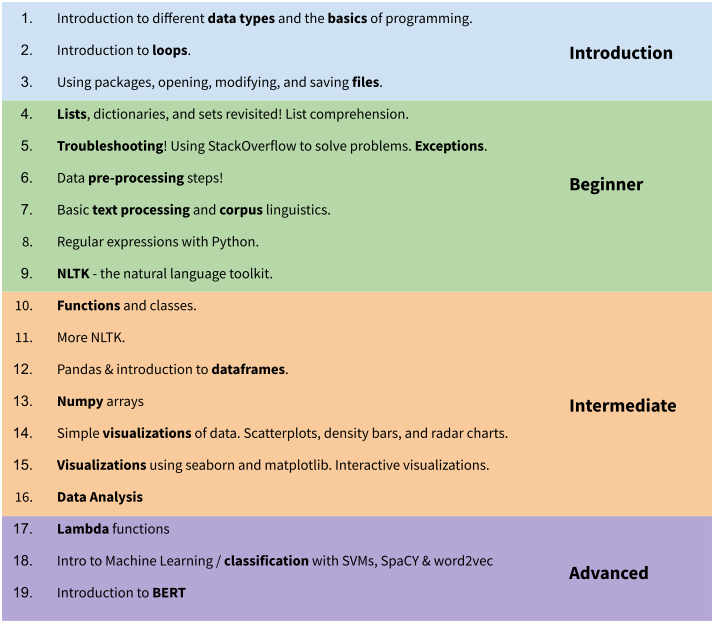 1. Introduction to different data types and the basics of programming.
2. Introduction to loops.
Introduction
3. Using packages, opening, modifying, and saving files.
4. Lists, dictionaries, and sets revisited! List comprehension.
5. Troubleshooting! Using StackOverflow to solve problems. Exceptions.
6. Data pre-processing steps!
Beginner
7. Basic text processing and corpus linguistics.
8. Regular expressions with Python.
9. NLTK - the natural language toolkit.
10. Functions and classes.
11. More NLTK.
12. Pandas & introduction to dataframes.
13. Numpy arrays
Intermediate
14. Simple visualizations of data. Scatterplots, density bars, and radar charts.
15. Visualizations using seaborn and matplotlib. Interactive visualizations.
16. Data Analysis
17. Lambda functions
18. Intro to Machine Learning / classification with SVMs, SpaCY & word2vec
Advanced
19. Introduction to BERT